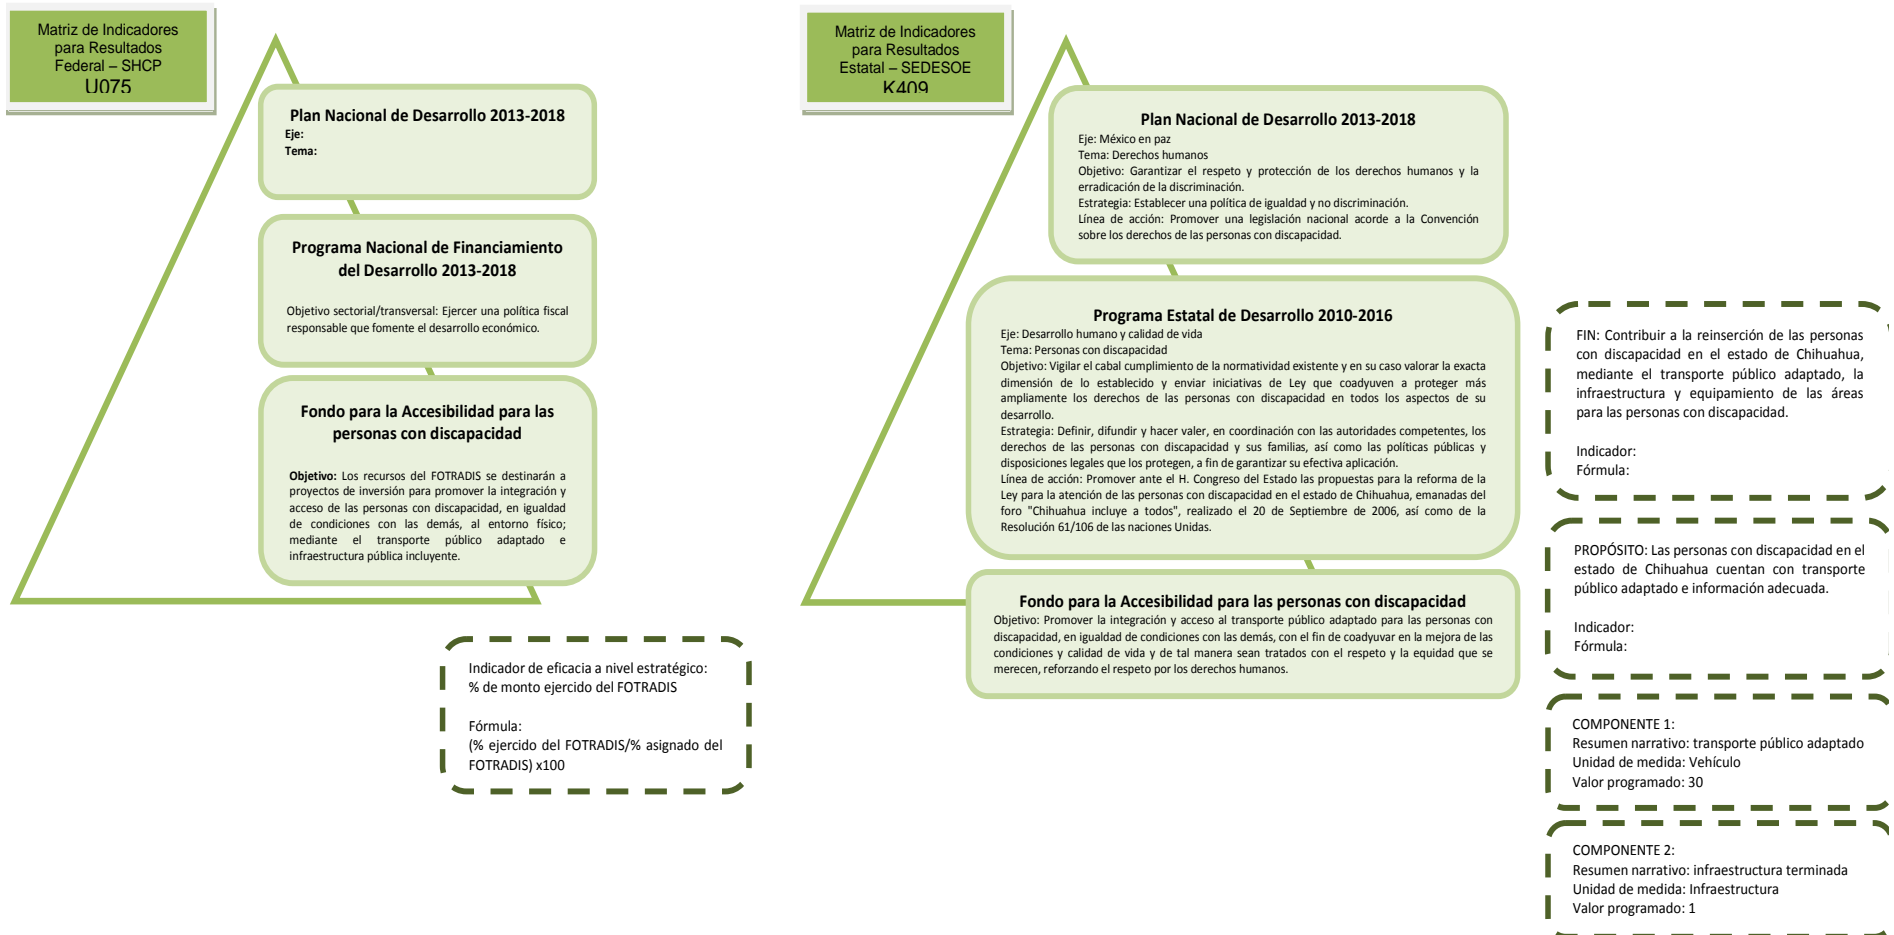 Matriz de Indicadores
para Resultados
Federal – SHCP
U075
Plan Nacional de Desarrollo 2013-2018
Eje:
Tema:
Programa Nacional de Financiamiento
del Desarrollo 2013-2018
Objetivo sectorial/transversal: Ejercer una política fiscal
responsable que fomente el desarrollo económico.
Fondo para la Accesibilidad para las
personas con discapacidad
Objetivo: Los recursos del FOTRADIS se destinarán a
proyectos de inversión para promover la integración y
acceso de las personas con discapacidad, en igualdad
de condiciones con las demás, al entorno físico;
mediante el transporte público adaptado e
infraestructura pública incluyente.
Indicador de eficacia a nivel estratégico:
% de monto ejercido del FOTRADIS
Fórmula:
(% ejercido del FOTRADIS/% asignado del
FOTRADIS) x100
Matriz de Indicadores
para Resultados
Estatal – SEDESOE
K409
Plan Nacional de Desarrollo 2013-2018
Eje: México en paz
Tema: Derechos humanos
Objetivo: Garantizar el respeto y protección de los derechos humanos y la
erradicación de la discriminación.
Estrategia: Establecer una política de igualdad y no discriminación.
Línea de acción: Promover una legislación nacional acorde a la Convención
sobre los derechos de las personas con discapacidad.
Programa Estatal de Desarrollo 2010-2016
Eje: Desarrollo humano y calidad de vida
Tema: Personas con discapacidad
Objetivo: Vigilar el cabal cumplimiento de la normatividad existente y en su caso valorar la exacta
dimensión de lo establecido y enviar iniciativas de Ley que coadyuven a proteger más
ampliamente los derechos de las personas con discapacidad en todos los aspectos de su
desarrollo.
Estrategia: Definir, difundir y hacer valer, en coordinación con las autoridades competentes, los
derechos de las personas con discapacidad y sus familias, así como las políticas públicas y
disposiciones legales que los protegen, a fin de garantizar su efectiva aplicación.
Línea de acción: Promover ante el H. Congreso del Estado las propuestas para la reforma de la
Ley para la atención de las personas con discapacidad en el estado de Chihuahua, emanadas del
foro "Chihuahua incluye a todos", realizado el 20 de Septiembre de 2006, así como de la
Resolución 61/106 de las naciones Unidas.
Fondo para la Accesibilidad para las personas con discapacidad
Objetivo: Promover la integración y acceso al transporte público adaptado para las personas con
discapacidad, en igualdad de condiciones con las demás, con el fin de coadyuvar en la mejora de las
condiciones y calidad de vida y de tal manera sean tratados con el respeto y la equidad que se
merecen, reforzando el respeto por los derechos humanos.
FIN: Contribuir a la reinserción de las personas
con discapacidad en el estado de Chihuahua,
mediante el transporte público adaptado, la
infraestructura y equipamiento de las áreas
para las personas con discapacidad.
Indicador:
Fórmula:
PROPÓSITO: Las personas con discapacidad en el
estado de Chihuahua cuentan con transporte
público adaptado e información adecuada.
Indicador:
Fórmula:
COMPONENTE 1:
Resumen narrativo: transporte público adaptado
Unidad de medida: Vehículo
Valor programado: 30
COMPONENTE 2:
Resumen narrativo: infraestructura terminada
Unidad de medida: Infraestructura
Valor programado: 1